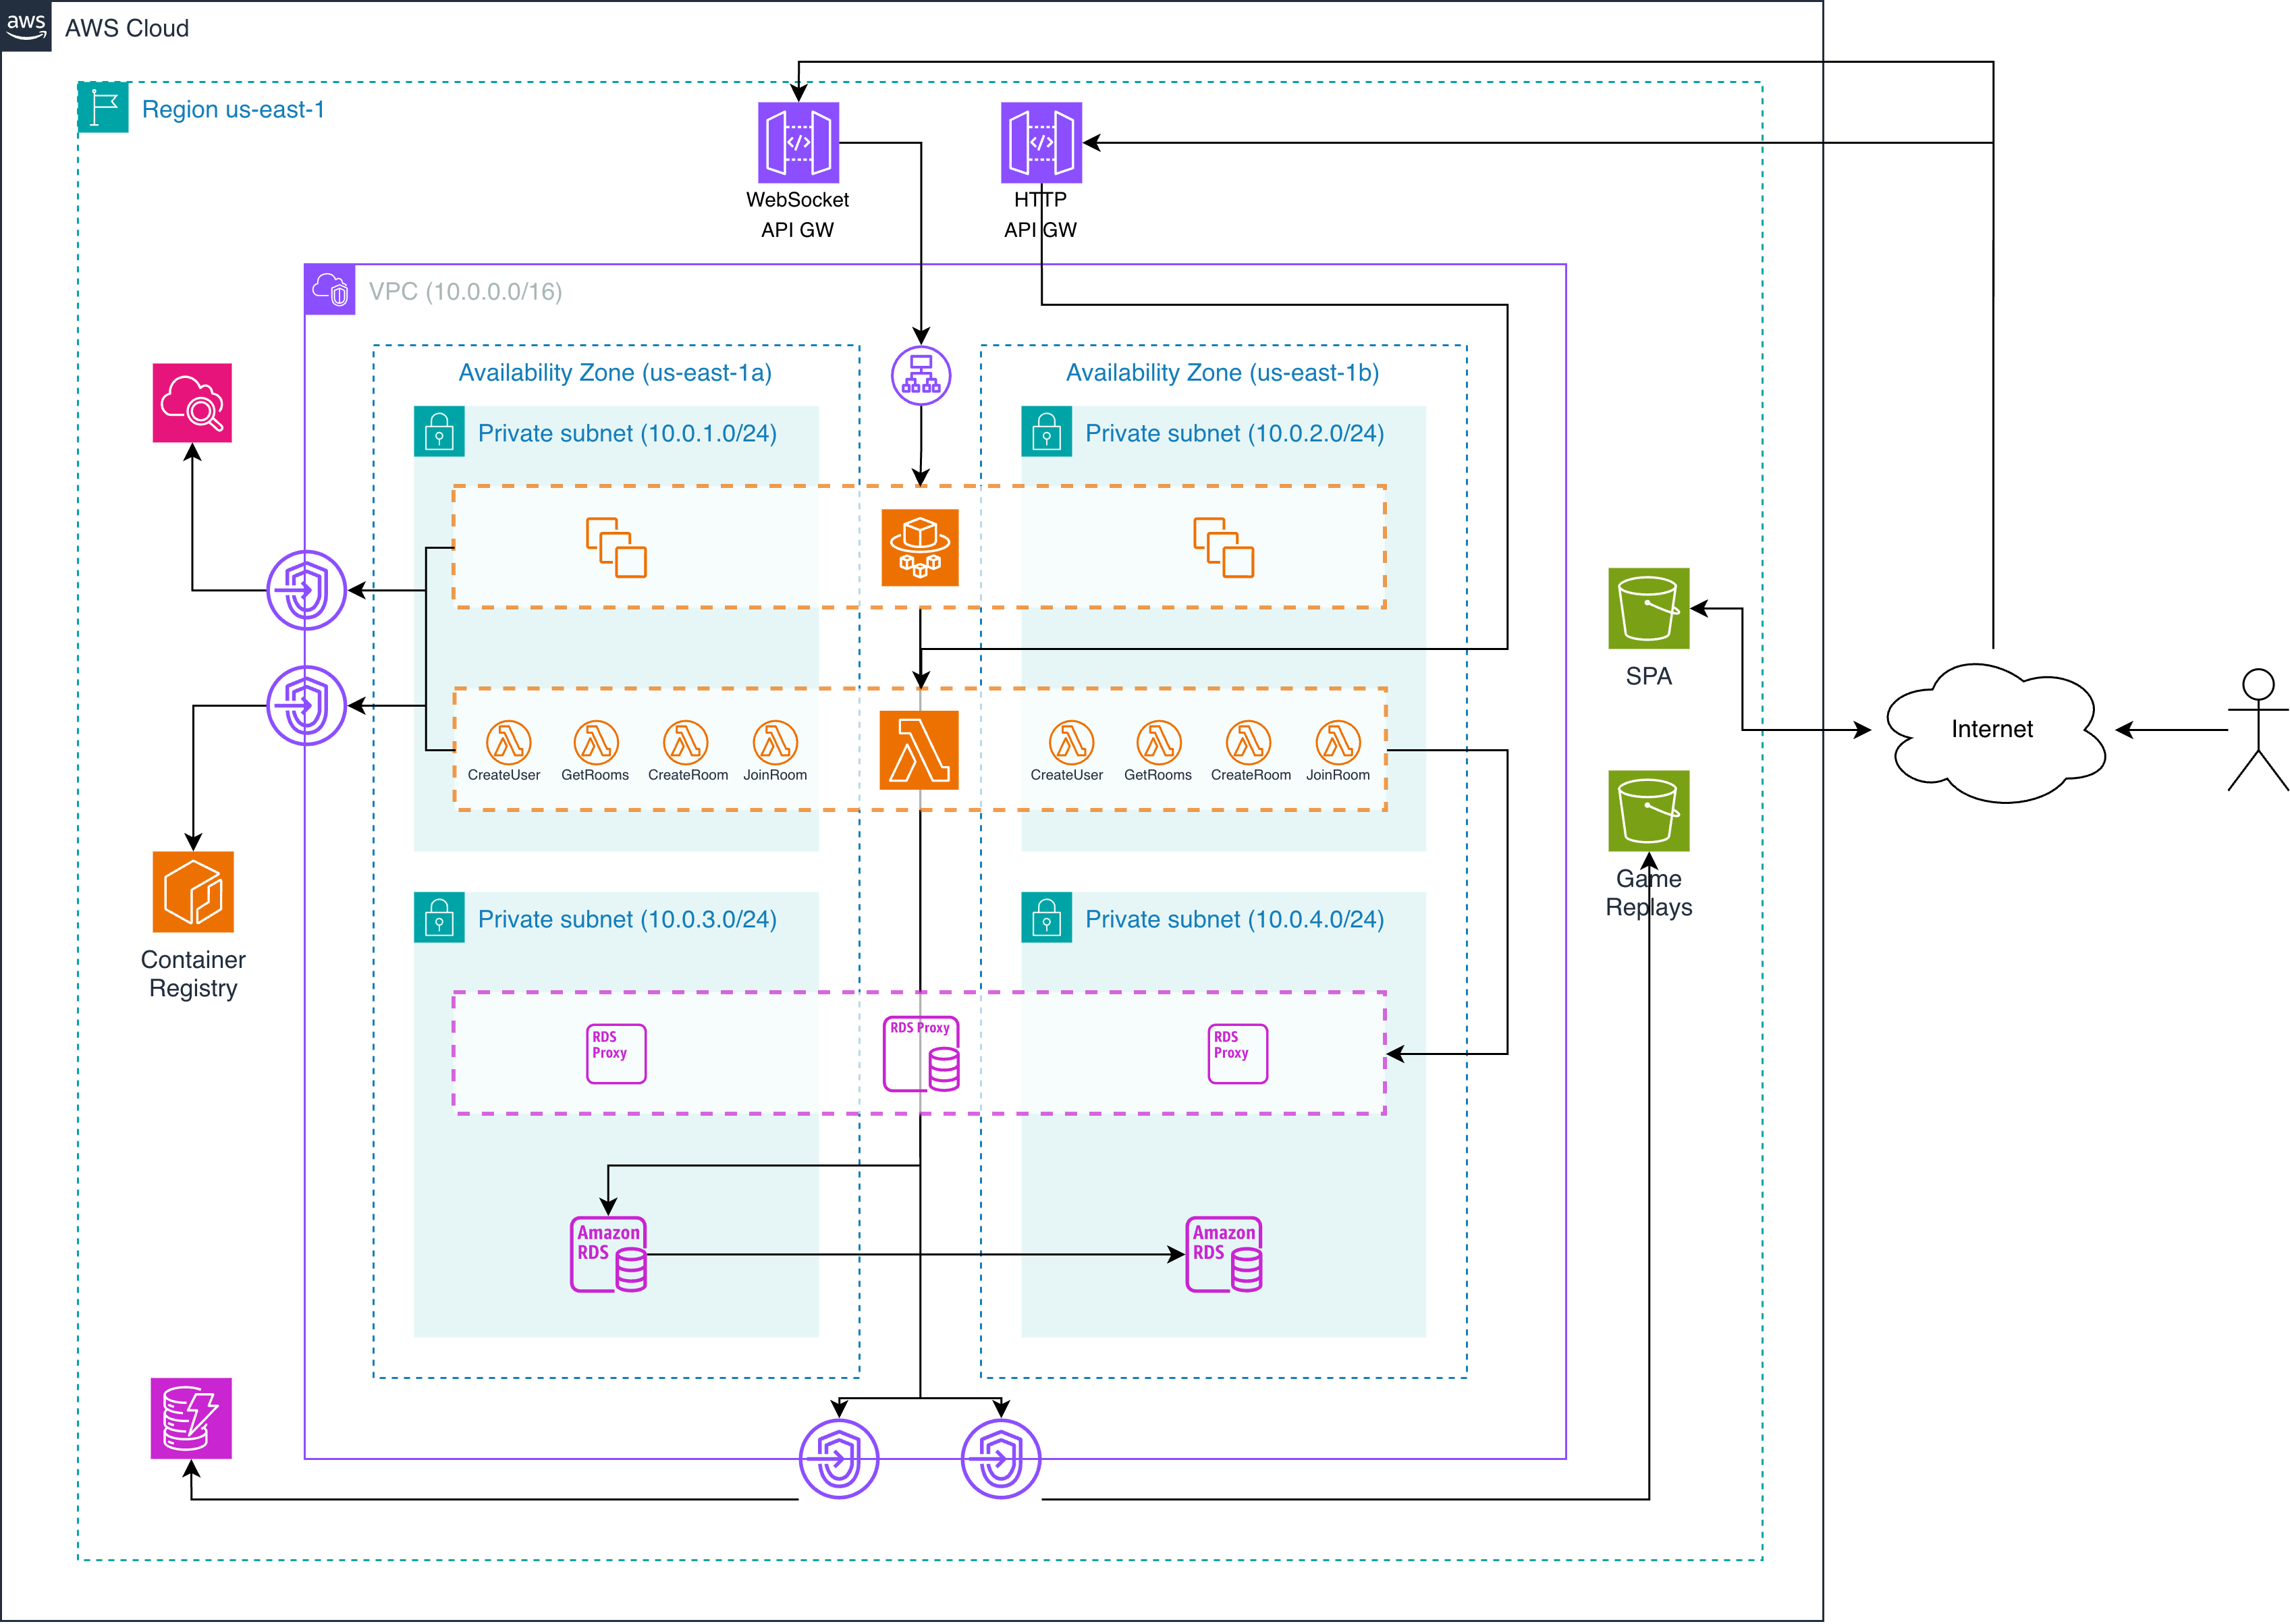 aws
AWS Cloud
Region us-east-1
WebSocket
API GW
HTTP
API GW
VPC (10.0.0.0/16)
Availability Zone (us-east-1a)
Availability Zone (us-east-1b)
Private subnet (10.0.1.0/24)
Private subnet (10.0.2.0/24)
SPA
Internet
CreateUser
GetRooms
CreateRoom
JoinRoom
CreateUser
GetRooms
CreateRoom
JoinRoom
Game
Replays
Private subnet (10.0.3.0/24)
Private subnet (10.0.4.0/24)
Container
Registry
RDS
Proxy
RDS Proxy
RDS
Proxy
Amazon
RDS
Amazon
RDS